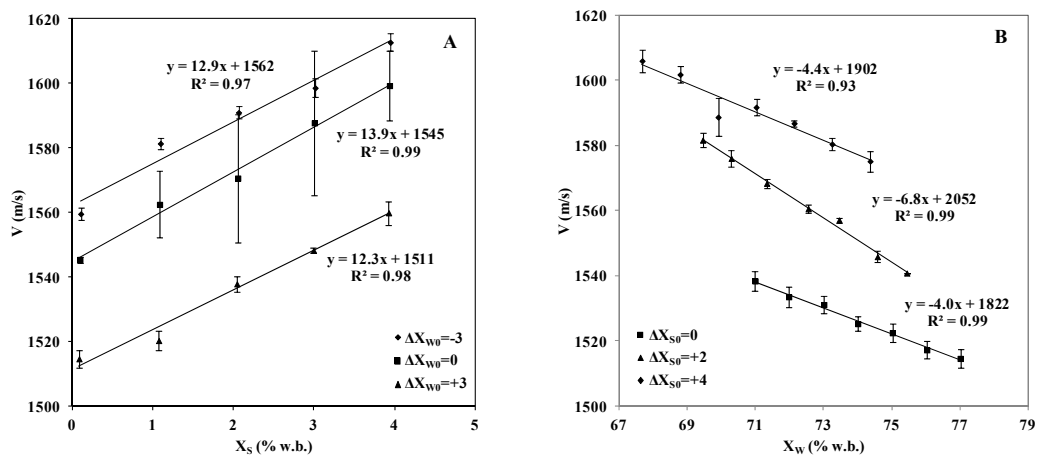 1620
1600
1580
1560
1540
1520
1500
V (m/s)
A
y = 12.9x + 1562
R² = 0.97
y = 13.9x + 1545
R² = 0.99
y = 12.3x + 1511
R² = 0.98
ΔXW0=-3
ΔXW0=0
ΔXW0=+3
0 1 2 3 4 5
XS (% w.b.)
1620
1600
1580
1560
1540
1520
1500
V (m/s)
B
y = -4.4x + 1902
R² = 0.93
y = -6.8x + 2052
R² = 0.99
y = -4.0x + 1822
R² = 0.99
ΔXS0=0
ΔXS0=+2
ΔXS0=+4
67 69 71 73 75 77 79
XW (% w.b.)